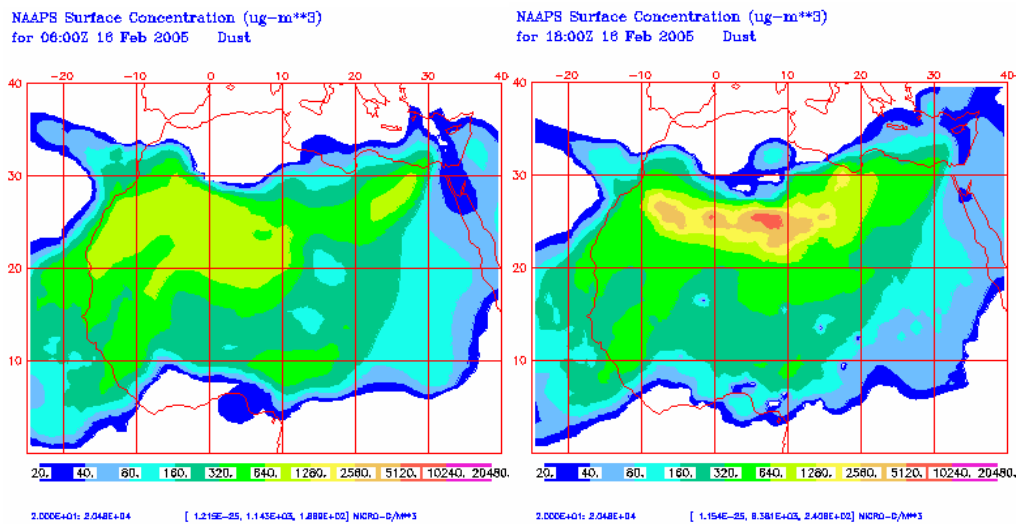 NAAPS Surface Concentration (ug-m**3)
for 06:00Z 16 Feb 2005 Dust
-20 -10 0 10 20 30 40
40
30
20
10
20. 40. 80. 160. 320. 640. 1280. 2560. 5120. 10240. 20480.
2.000E+01: 2.048E+04 [ 1.215E-25, 1.143E+03, 1.889E+02] MICRO-G/M**3
NAAPS Surface Concentration (ug-m**3)
for 18:00Z 16 Feb 2005 Dust
-20 -10 0 10 20 30 40
40
30
20
10
20. 40. 80. 160. 320. 640. 1280. 2560. 5120. 10240. 20480.
2.000E+01: 2.048E+04 [ 1.154E-25, 8.381E+03, 2.408E+02] MICRO-G/M**3